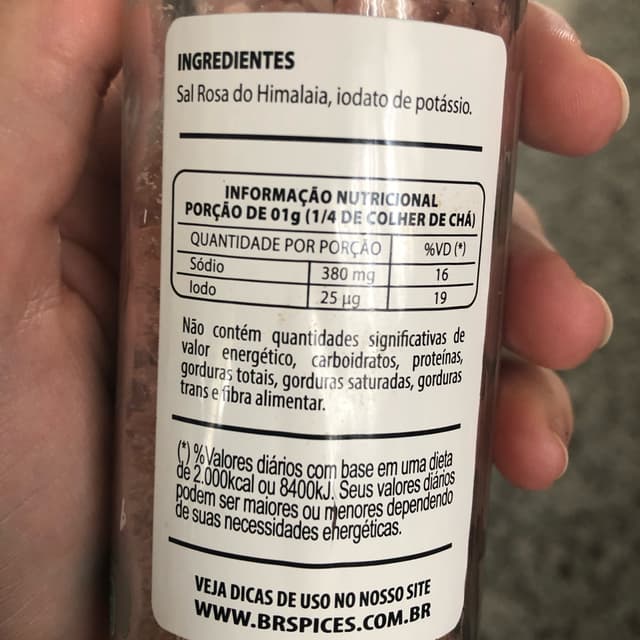 INGREDIENTES
Sal Rosa do Himalaia, iodato de potássio.
INFORMAÇÃO NUTRICIONAL
PORÇÃO DE 01g (1/4 DE COLHER DE CHÁ)
QUANTIDADE POR PORÇÃO %VD (*)
Sódio 380 mg 16
Iodo 25 µg 19
Não contém quantidades significativas de
valor energético, carboidratos, proteínas,
gorduras totais, gorduras saturadas, gorduras
trans e fibra alimentar.
(*) %Valores diários com base em uma dieta
de 2.000kcal ou 8400kJ. Seus valores diários
podem ser maiores ou menores dependendo
de suas necessidades energéticas.
VEJA DICAS DE USO NO NOSSO SITE
WWW.BRSPICES.COM.BR